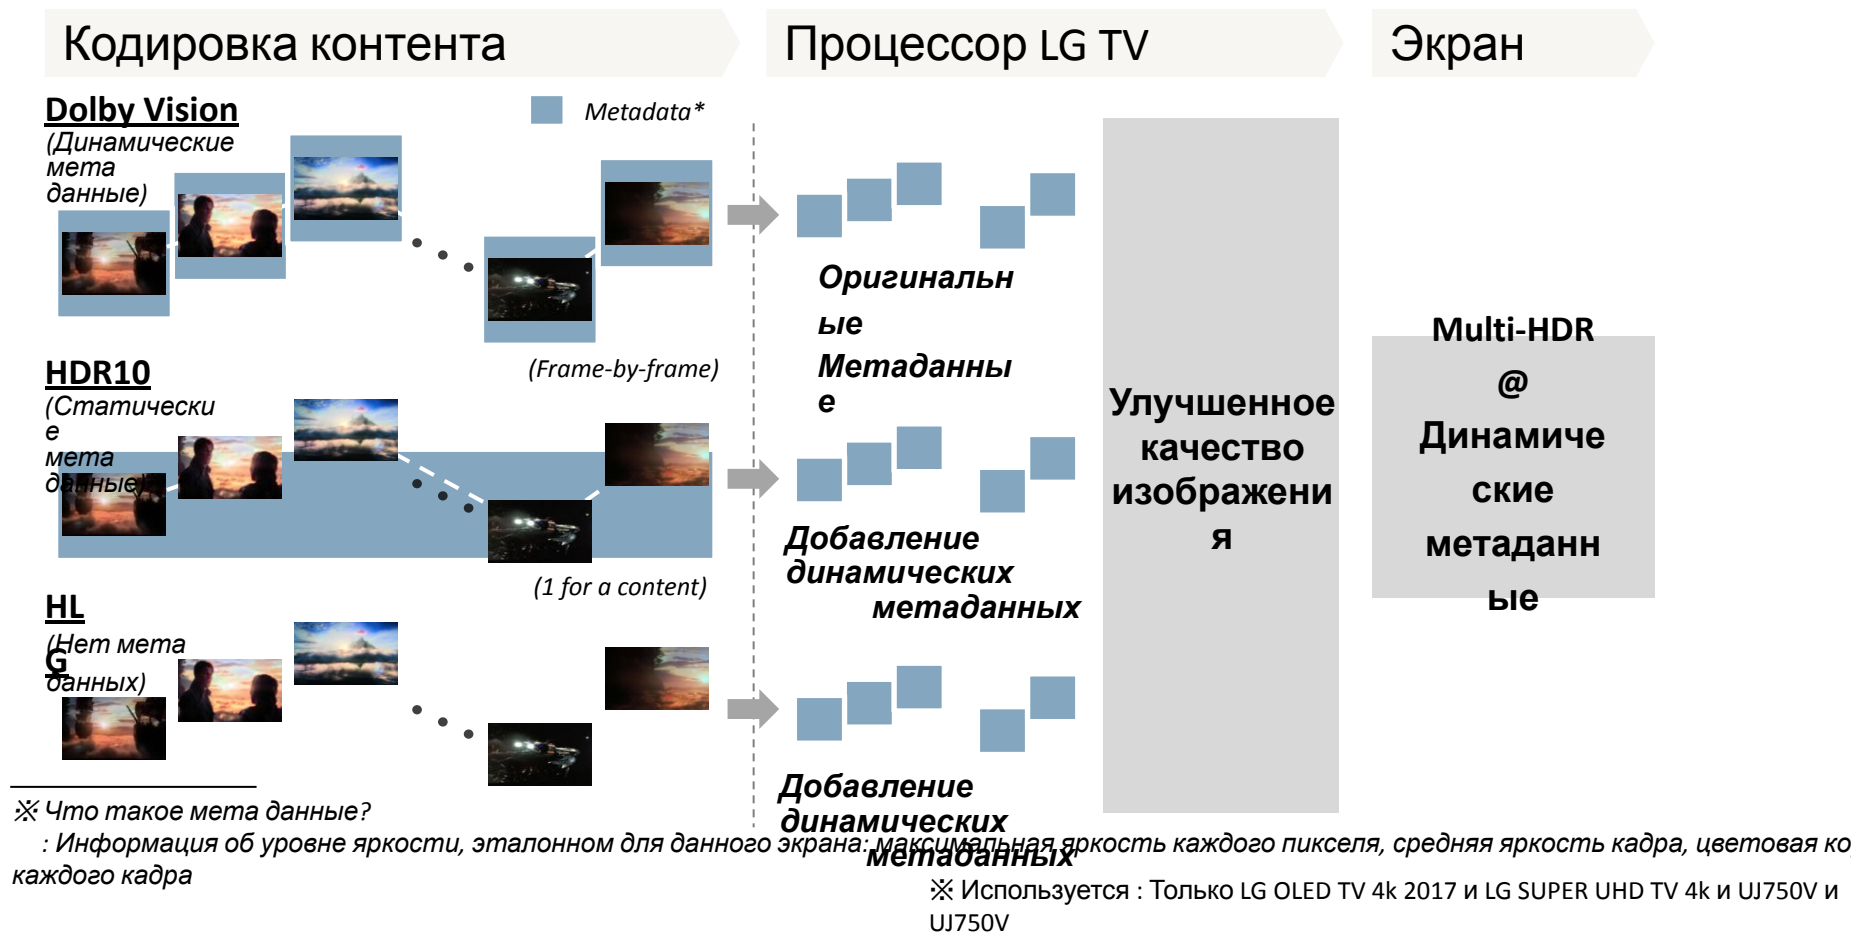 Кодировка контента
Процессор LG TV
Экран
Dolby Vision
(Динамические
мета
данные)
Metadata*
(Frame-by-frame)
Оригинальн
ые
Метаданны
е
HDR10
(Статически
е
мета
данные)
(1 for a content)
Добавление
динамических
метаданных
HL
G
(Нет мета
данных)
Добавление
динамических
метаданных
Улучшенное
качество
изображени
я
Multi-HDR
@
Динамиче
ские
метаданн
ые
※ Что такое мета данные?
: Информация об уровне яркости, эталонном для данного экрана: максимальная яркость каждого пикселя, средняя яркость кадра, цветовая ко
каждого кадра
※ Используется : Только LG OLED TV 4k 2017 и LG SUPER UHD TV 4k и UJ750V и
UJ750V